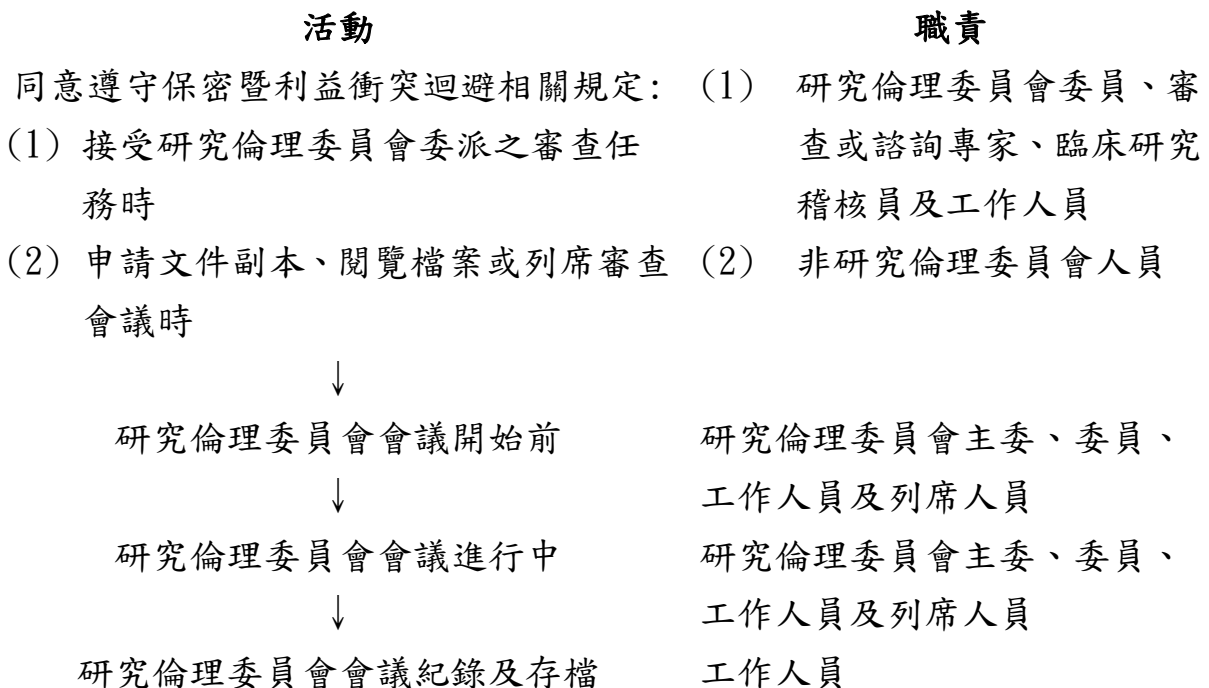 活動 職責
同意遵守保密暨利益衝突迴避相關規定: (1) 研究倫理委員會委員、審
(1) 接受研究倫理委員會委派之審查任 查或諮詢專家、臨床研究
務時 稽核員及工作人員
(2) 申請文件副本、閱覽檔案或列席審查 (2) 非研究倫理委員會人員
會議時
↓
研究倫理委員會會議開始前 研究倫理委員會主委、委員、
↓ 工作人員及列席人員
研究倫理委員會會議進行中 研究倫理委員會主委、委員、
↓ 工作人員及列席人員
研究倫理委員會會議紀錄及存檔 工作人員